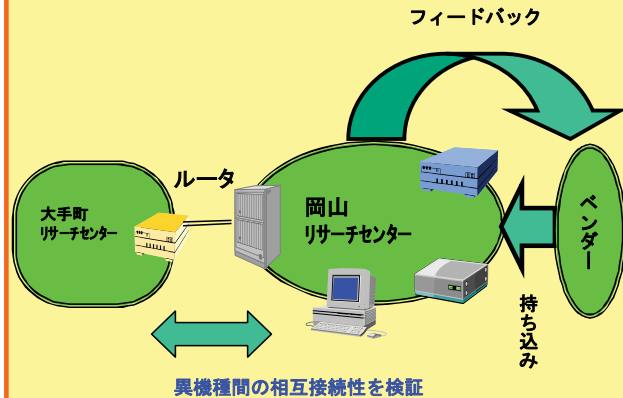 フィードバック
ルータ
大手町
リサーチセンター
岡山
リサーチセンター
ベンダー
持ち込み
異機種間の相互接続性を検証